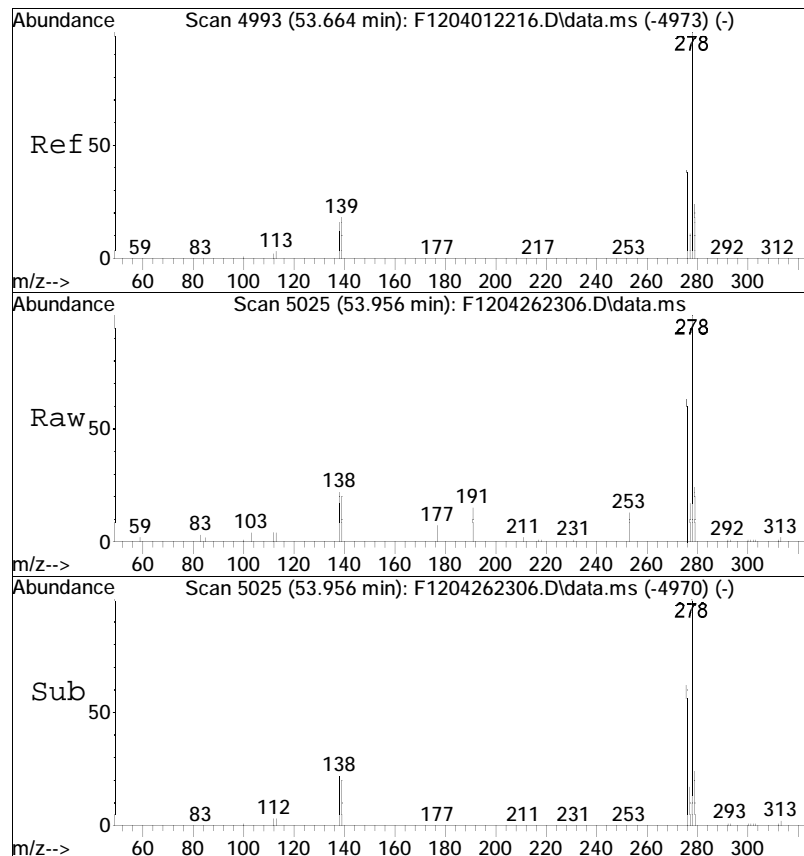 Abundance Scan 4993 (53.664 min): F1204012216.D\data.ms (-4973) (-)
278
Ref 50
139
59 83 113 177 217 253 292 312
0
m/z--> 60 80 100 120 140 160 180 200 220 240 260 280 300
Abundance Scan 5025 (53.956 min): F1204262306.D\data.ms
278
Raw 50
138
191
59 83 103 177 211 231 253 292 313
0
m/z--> 60 80 100 120 140 160 180 200 220 240 260 280 300
Abundance Scan 5025 (53.956 min): F1204262306.D\data.ms (-4970) (-)
278
Sub 50
138
83 112 177 211 231 253 293 313
0
m/z--> 60 80 100 120 140 160 180 200 220 240 260 280 300